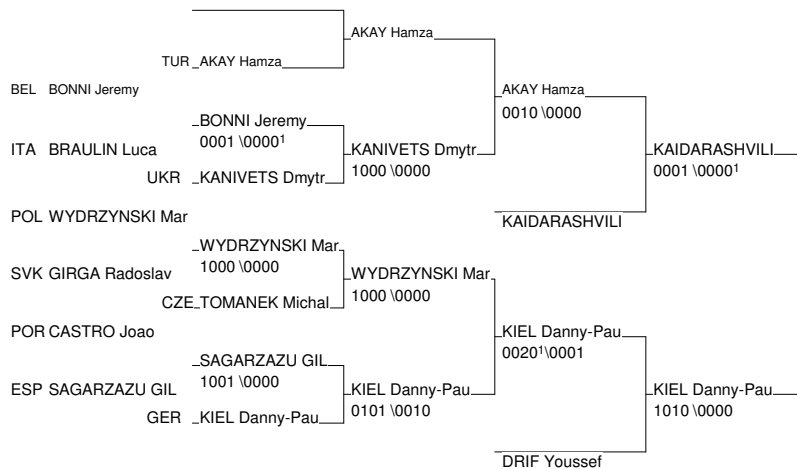 AKAY Hamza
TUR AKAY Hamza
BEL BONNI Jeremy
AKAY Hamza
0010 \0000
BONNI Jeremy
0001 \0000¹
ITA BRAULIN Luca
KANIVETS Dmytr
1000 \0000
KAIDARASHVILI
0001 \0000¹
UKR KANIVETS Dmytr
POL WYDRZYNSKI Mar
KAIDARASHVILI
WYDRZYNSKI Mar
1000 \0000
SVK GIRGA Radoslav
WYDRZYNSKI Mar
1000 \0000
CZE TOMANEK Michal
POR CASTRO Joao
KIEL Danny-Pau
0020¹\0001
SAGARZAZU GIL
1001 \0000
ESP SAGARZAZU GIL
KIEL Danny-Pau
0101 \0010
KIEL Danny-Pau
1010 \0000
GER KIEL Danny-Pau
DRIF Youssef